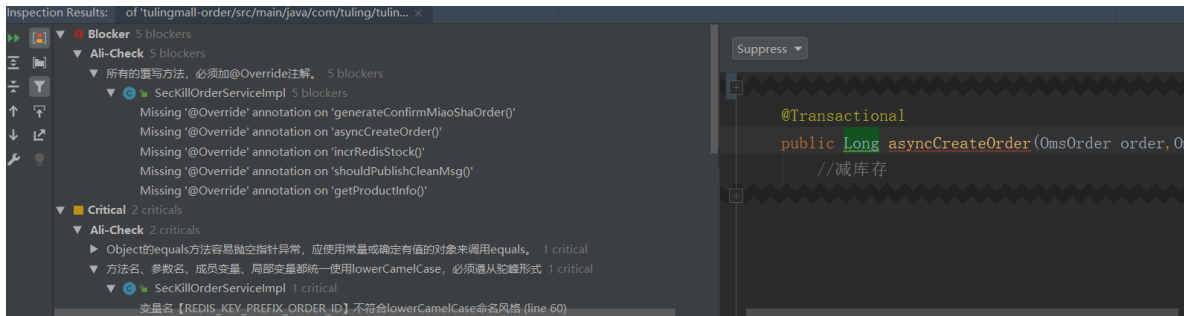 Inspection Results: of 'tulingmall-order/src/main/java/com/tuling/tulin...
Blocker 5 blockers
Ali-Check 5 blockers
所有的覆写方法，必须加@Override注解。 5 blockers
SecKillOrderServiceImpl 5 blockers
Missing '@Override' annotation on 'generateConfirmMiaoShaOrder()'
Missing '@Override' annotation on 'asyncCreateOrder()'
Missing '@Override' annotation on 'incrRedisStock()'
Missing '@Override' annotation on 'shouldPublishCleanMsg()'
Missing '@Override' annotation on 'getProductInfo()'
Critical 2 criticals
Ali-Check 2 criticals
Object的equals方法容易抛空指针异常，应使用常量或确定有值的对象来调用equals。 1 critical
方法名、参数名、成员变量、局部变量都统一使用lowerCamelCase，必须遵从驼峰形式 1 critical
SecKillOrderServiceImpl 1 critical
变量名【REDIS_KEY_PREFIX_ORDER_ID】不符合lowerCamelCase命名风格 (line 60)
Suppress
@Transactional
public Long asyncCreateOrder(OmsOrder order,O
//减库存